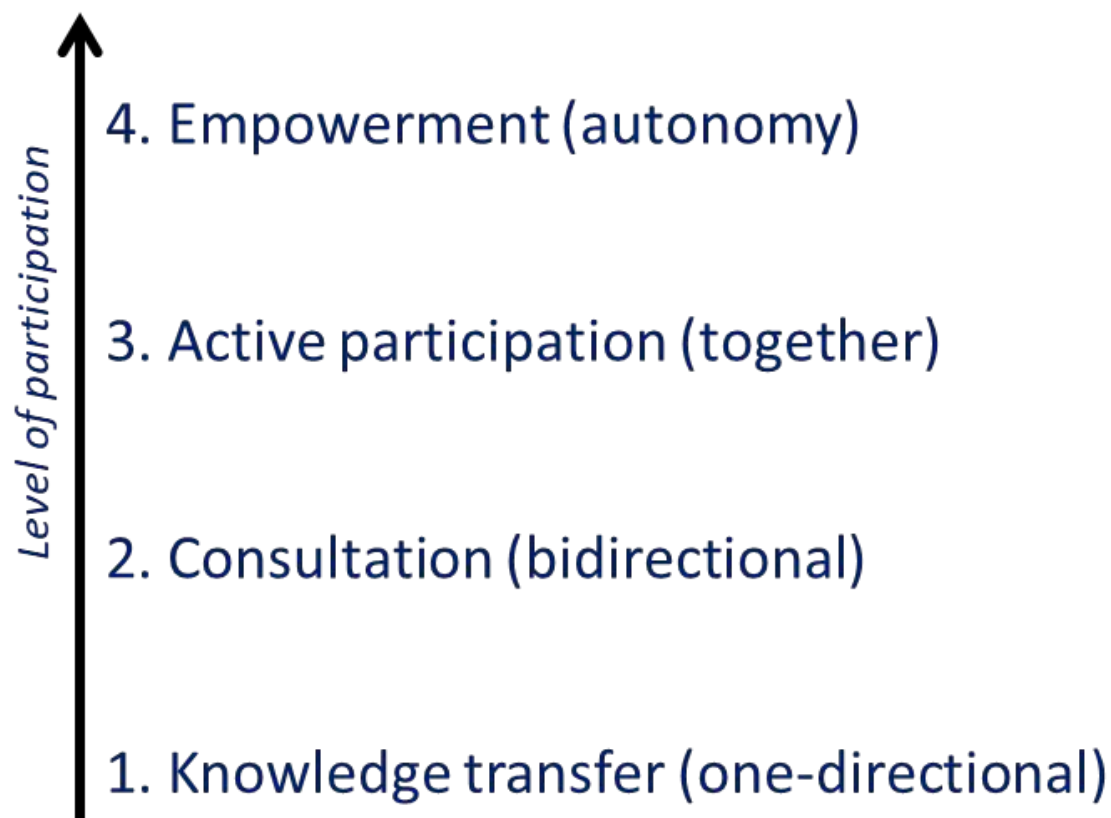 Level of participation
4. Empowerment (autonomy)
3. Active participation (together)
2. Consultation (bidirectional)
1. Knowledge transfer (one-directional)